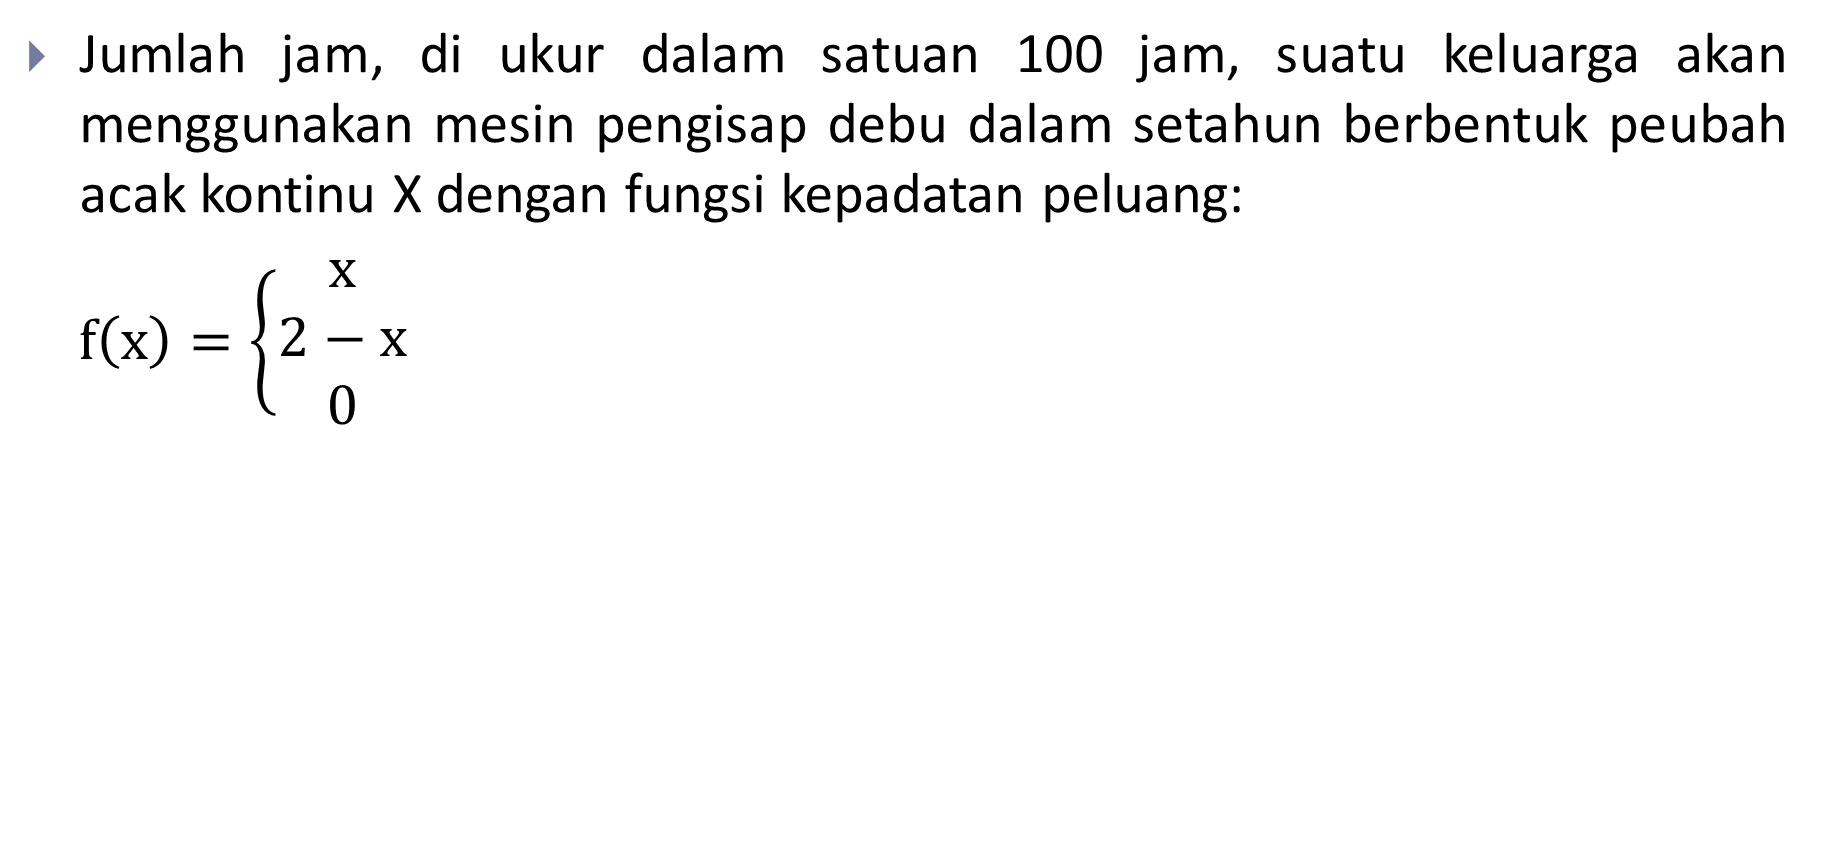 Jumlah jam, di ukur dalam satuan 100 jam, suatu keluarga akan
menggunakan mesin pengisap debu dalam setahun berbentuk peubah
acak kontinu X dengan fungsi kepadatan peluang:
x
f(x) = { 2 − x
0